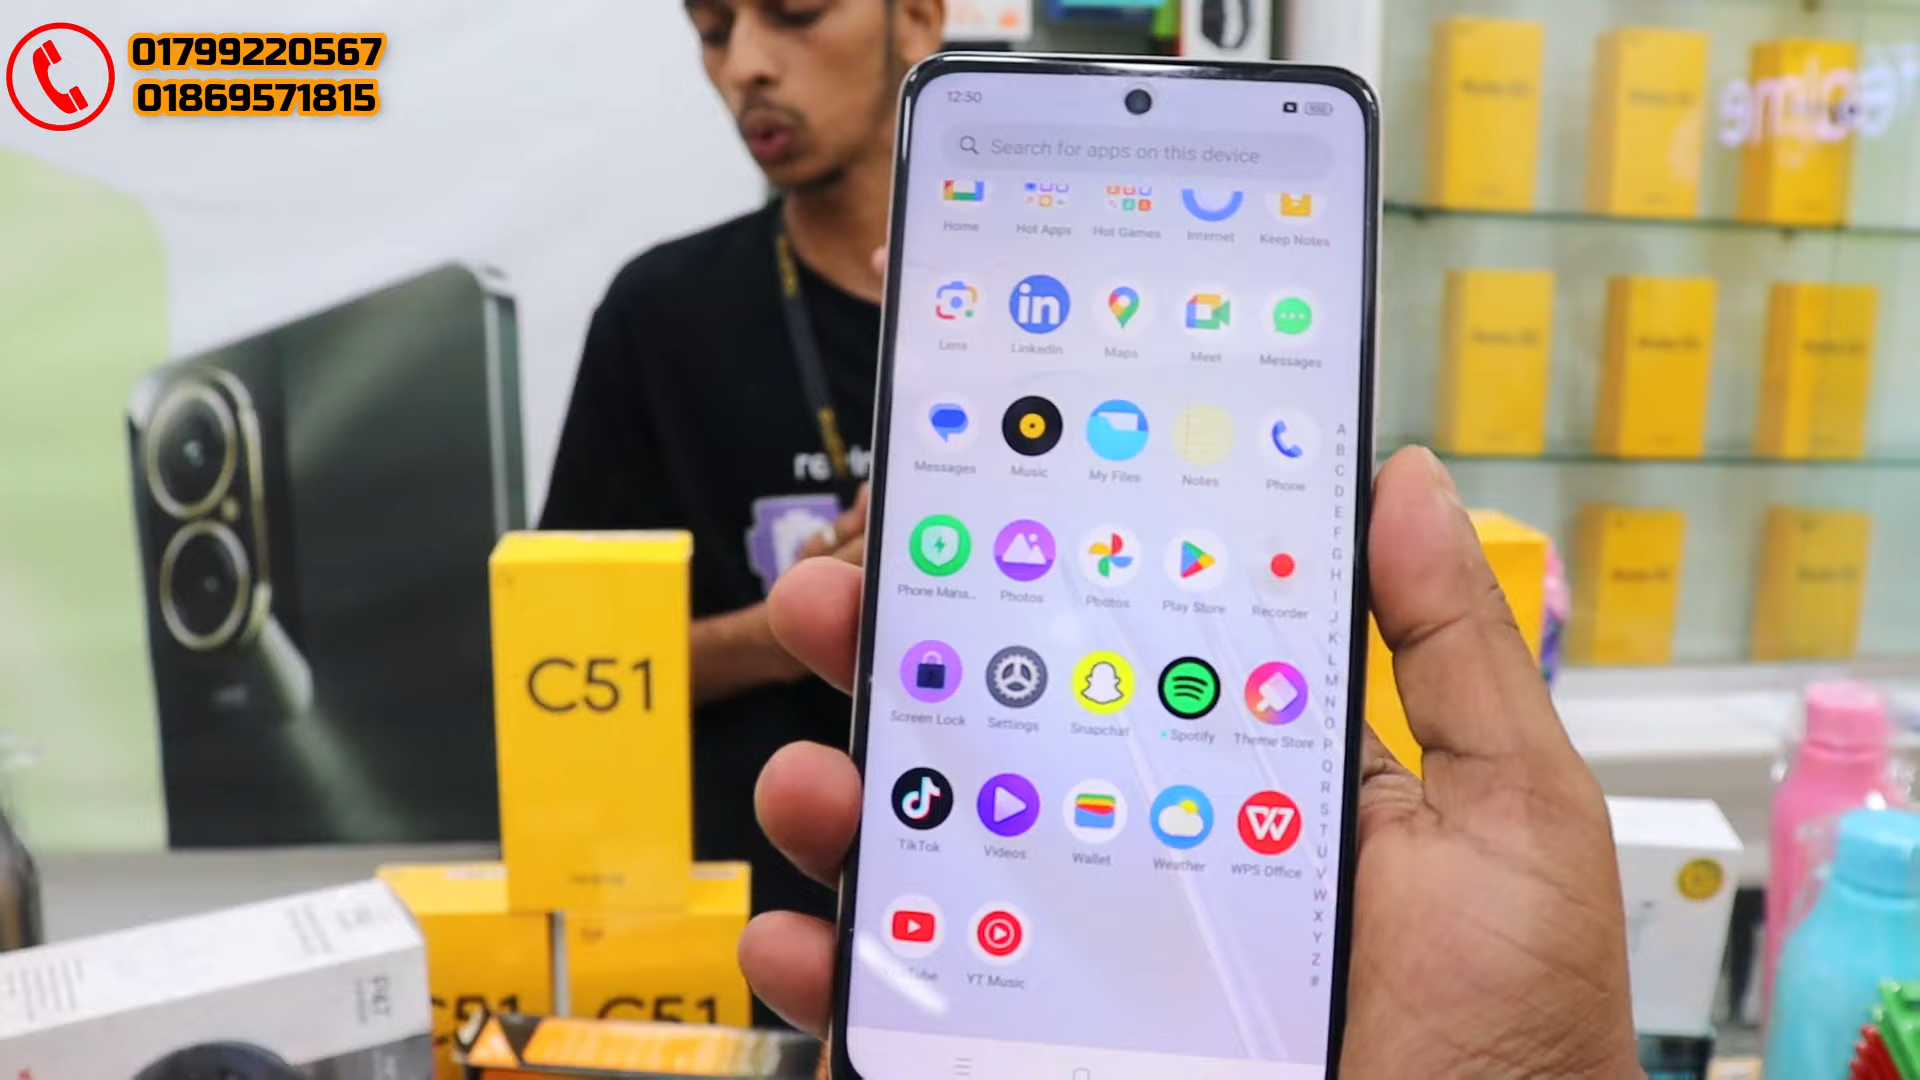 01799220567
01869571815
12:50
Search for apps on this device
Home
Hot Apps
Hot Games
Internet
Keep Notes
Lens
LinkedIn
Maps
Meet
Messages
Messages
Music
My Files
Notes
Phone
Phone Mana...
Photos
Photos
Play Store
Recorder
Screen Lock
Settings
Snapchat
Spotify
Theme Store
TikTok
Videos
Wallet
Weather
WPS Office
YT Music
A
B
C
D
E
F
G
H
I
J
K
L
M
N
O
P
Q
R
S
T
U
V
W
X
Y
Z
#
C51
C51
C51